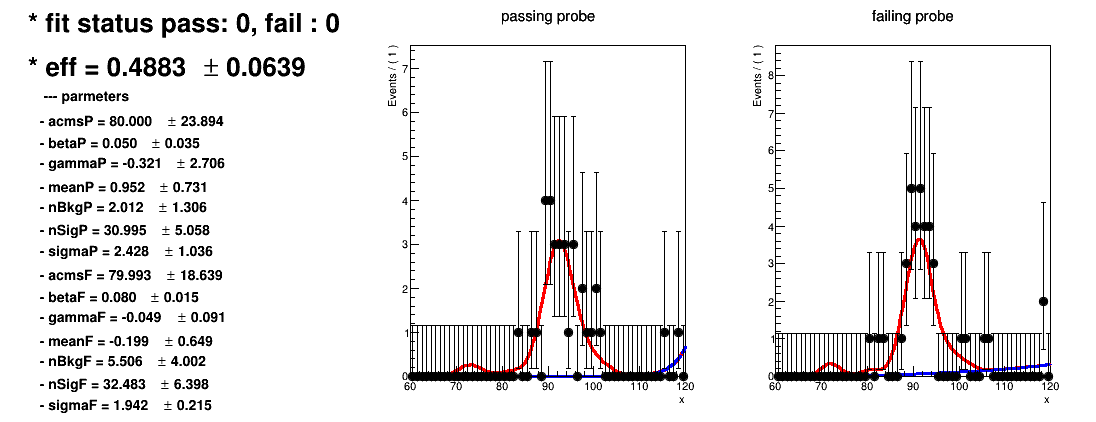 * fit status pass: 0, fail : 0
* eff = 0.4883 ± 0.0639
--- parmeters
- acmsP = 80.000 ± 23.894
- betaP = 0.050 ± 0.035
- gammaP = -0.321 ± 2.706
- meanP = 0.952 ± 0.731
- nBkgP = 2.012 ± 1.306
- nSigP = 30.995 ± 5.058
- sigmaP = 2.428 ± 1.036
- acmsF = 79.993 ± 18.639
- betaF = 0.080 ± 0.015
- gammaF = -0.049 ± 0.091
- meanF = -0.199 ± 0.649
- nBkgF = 5.506 ± 4.002
- nSigF = 32.483 ± 6.398
- sigmaF = 1.942 ± 0.215
passing probe
Events / ( 1 )
7
6
5
4
3
2
1
0
60 70 80 90 100 110 120
x
failing probe
Events / ( 1 )
8
7
6
5
4
3
2
1
0
60 70 80 90 100 110 120
x